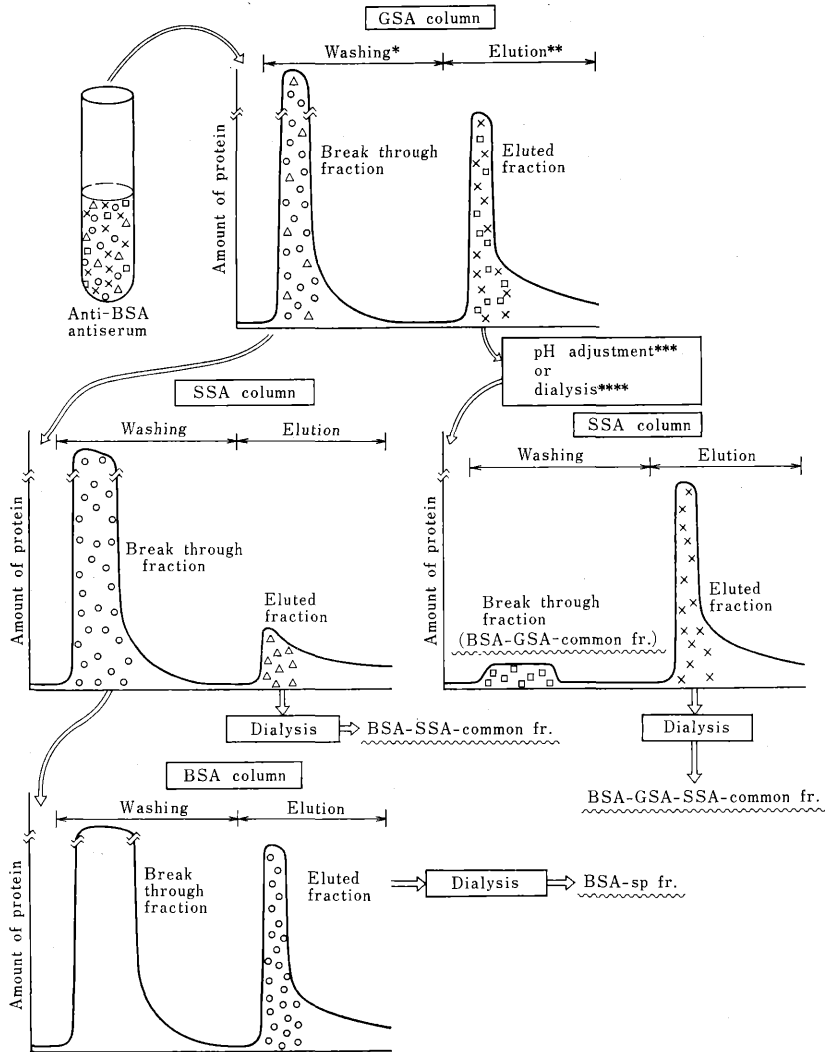 GSA column
Washing*
Elution**
Amount of protein
Break through
fraction
Eluted
fraction
Anti-BSA
antiserum
pH adjustment***
or
dialysis****
SSA column
Washing
Elution
Amount of protein
Break through
fraction
Eluted
fraction
Dialysis
BSA-SSA-common fr.
SSA column
Washing
Elution
Amount of protein
Break through
fraction
(BSA-GSA-common fr.)
Eluted
fraction
Dialysis
BSA-GSA-SSA-common fr.
BSA column
Washing
Elution
Amount of protein
Break
through
fraction
Eluted
fraction
Dialysis
BSA-sp fr.